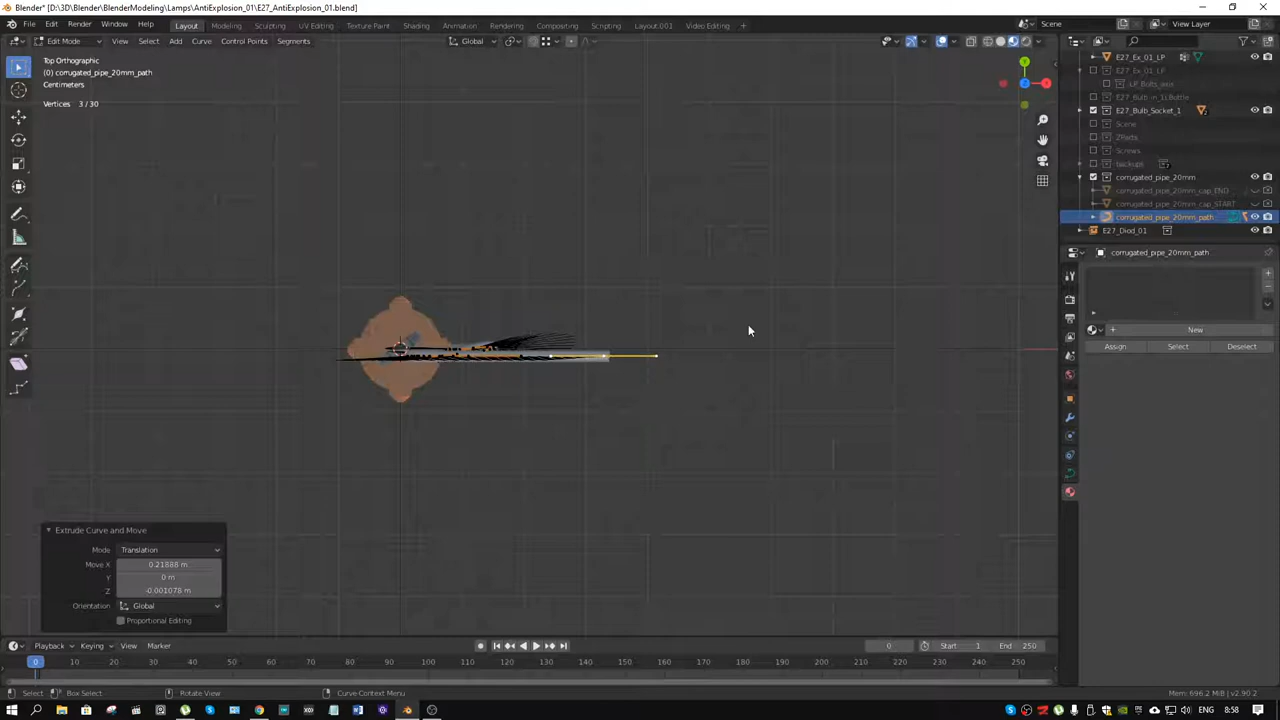 Blender* [D:\3D\BlenderModeling\Lamps\AntiExplosion_01\E27_AntiExplosion_01.blend]
File Edit Render Window Help Layout Modeling Sculpting UV Editing Texture Paint Shading Animation Rendering Compositing Scripting Layout.001 Video Editing + Scene View Layer
Edit Mode View Select Add Curve Control Points Segments Global
Top Orthographic
(0) corrugated_pipe_20mm_path
Centimeters
Vertices 3 / 30
E27_Ex_01_LP
E27_Ex_01_LP
E27_Bulb_Socket_1
Scene
ZParts
Screws
backups
corrugated_pipe_20mm
corrugated_pipe_20mm_cap_END
corrugated_pipe_20mm_cap_START
corrugated_pipe_20mm_path
E27_Diod_01
corrugated_pipe_20mm_path
+ New
Assign Select Deselect
Extrude Curve and Move
Mode Translation
Move X 0.21888 m
Y 0 m
Z -0.001078 m
Orientation Global
Proportional Editing
Playback Keying View Marker 0 Start 1 End 250
0 10 20 30 40 50 60 70 80 90 100 110 120 130 140 150 160 170 180 190 200 210 220 230 240 250
Select Box Select Rotate View Curve Context Menu Mem: 696.2 MiB | v2.90.2
ENG 8:58